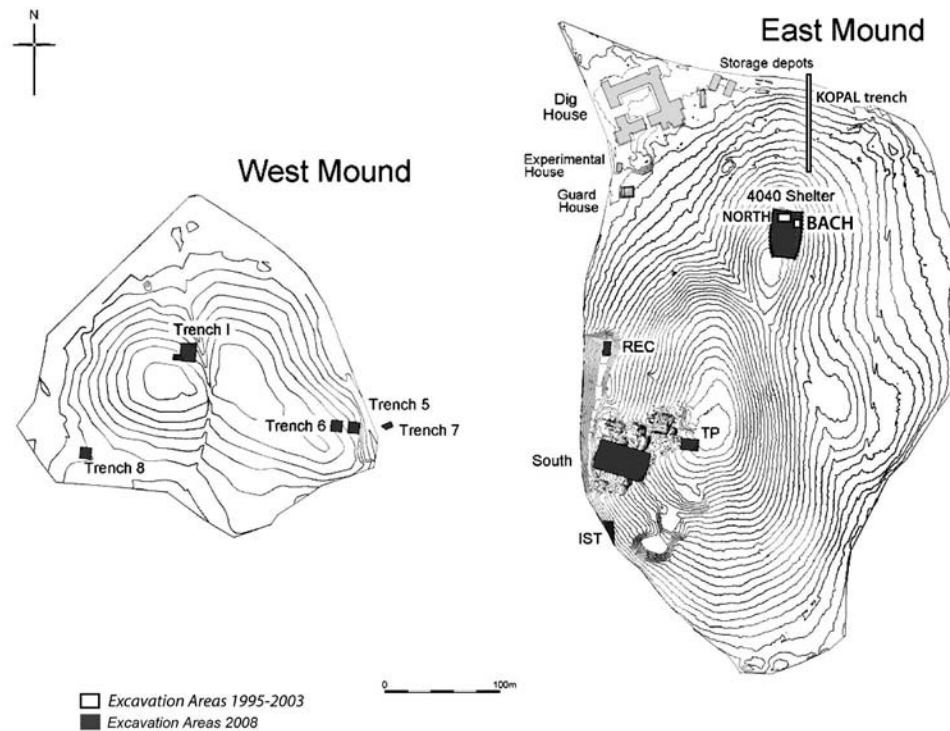 N
East Mound
Storage depots
KOPAL trench
Dig
House
Experimental
House
Guard
House
4040 Shelter
NORTH
BACH
West Mound
Trench I
REC
Trench 5
Trench 6
Trench 7
TP
Trench 8
South
IST
0
100m
Excavation Areas 1995-2003
Excavation Areas 2008